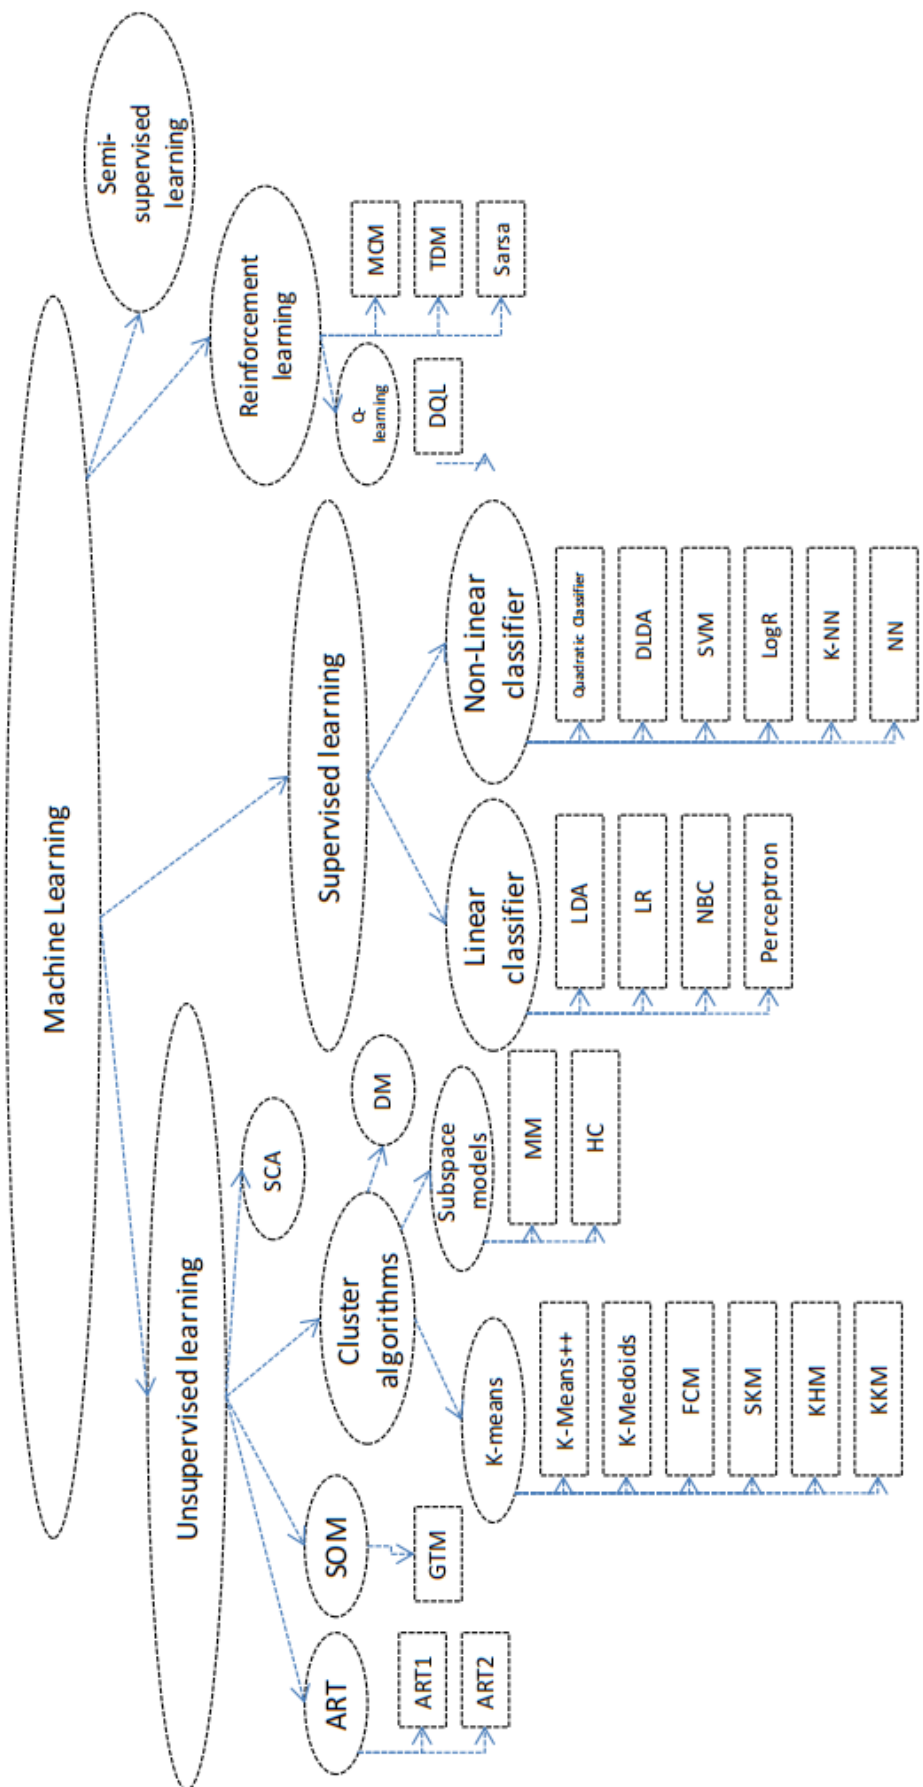 Machine Learning
Unsupervised learning
Supervised learning
Reinforcement
learning
Semi-
supervised
learning
ART
ART1
ART2
SOM
GTM
Cluster
algorithms
SCA
K-means
K-Means++
K-Medoids
FCM
SKM
KHM
KKM
Subspace
models
MM
HC
DM
Linear
classifier
LDA
LR
NBC
Perceptron
Non-Linear
classifier
Quadratic Classifier
DLDA
SVM
LogR
K-NN
NN
Q-
learning
DQL
MCM
TDM
Sarsa